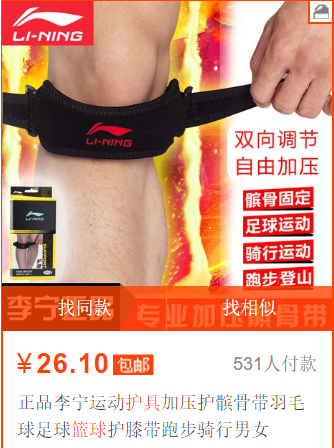 LI-NING
双向调节
自由加压
LI-NING
髌骨固定
足球运动
骑行运动
跑步登山
LI-NING
李宁正品
专业加压髌骨带
找同款
找相似
¥26.10 包邮
531人付款
正品李宁运动护具加压护髌骨带羽毛
球足球篮球护膝带跑步骑行男女